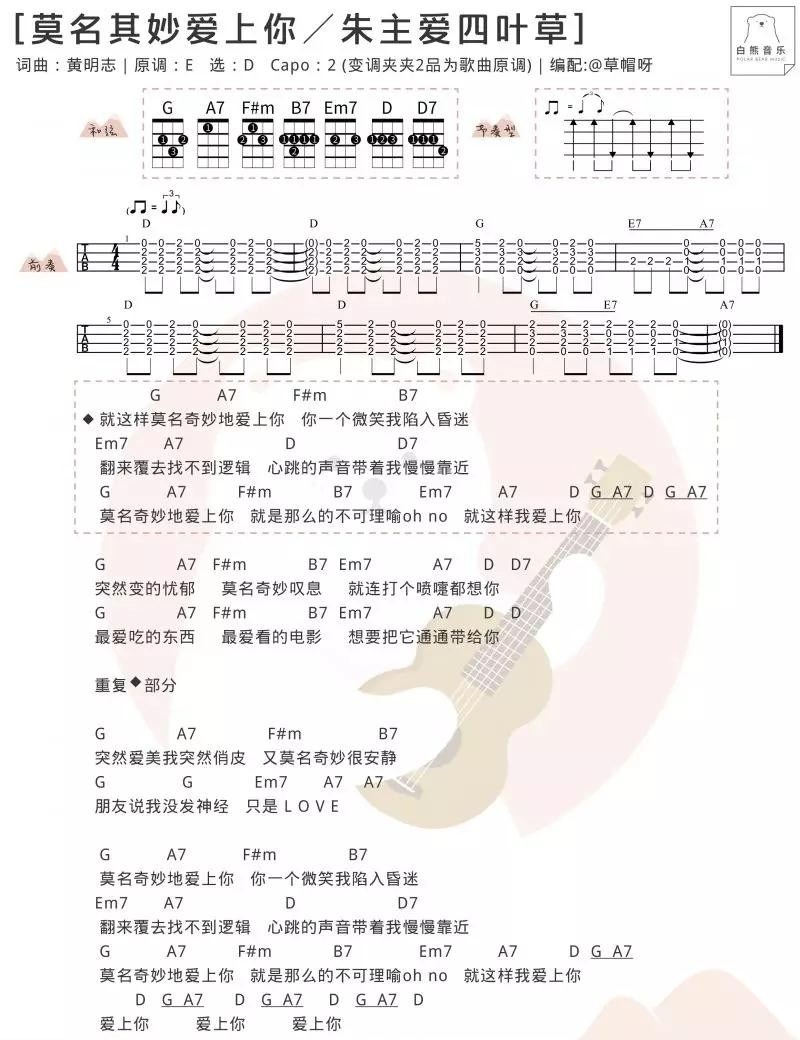 [莫名其妙爱上你／朱主爱四叶草]
白熊音乐
POLAR BEAR MUSIC
词曲：黄明志 | 原调：E 选：D Capo：2 (变调夹夹2品为歌曲原调) | 编配:@草帽呀
和弦
G A7 F#m B7 Em7 D D7
节奏型
前奏
D D G E7 A7
D D G E7 A7
G A7 F#m B7
◆ 就这样莫名奇妙地爱上你 你一个微笑我陷入昏迷
Em7 A7 D D7
翻来覆去找不到逻辑 心跳的声音带着我慢慢靠近
G A7 F#m B7 Em7 A7 D G A7 D G A7
莫名奇妙地爱上你 就是那么的不可理喻oh no 就这样我爱上你
G A7 F#m B7 Em7 A7 D D7
突然变的忧郁 莫名奇妙叹息 就连打个喷嚏都想你
G A7 F#m B7 Em7 A7 D D
最爱吃的东西 最爱看的电影 想要把它通通带给你
重复◆部分
G A7 F#m B7
突然爱美我突然俏皮 又莫名奇妙很安静
G G Em7 A7 A7
朋友说我没发神经 只是 L O V E
G A7 F#m B7
莫名奇妙地爱上你 你一个微笑我陷入昏迷
Em7 A7 D D7
翻来覆去找不到逻辑 心跳的声音带着我慢慢靠近
G A7 F#m B7 Em7 A7 D G A7
莫名奇妙地爱上你 就是那么的不可理喻oh no 就这样我爱上你
D G A7 D G A7 D G A7 D
爱上你 爱上你 爱上你